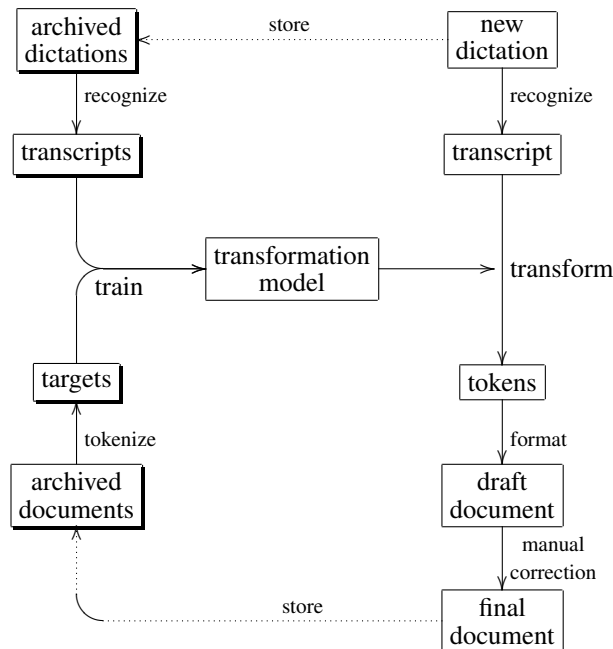 archived
dictations
store
new
dictation
recognize
recognize
transcripts
transcript
transformation
model
train
transform
targets
tokens
tokenize
format
archived
documents
draft
document
manual
correction
store
final
document